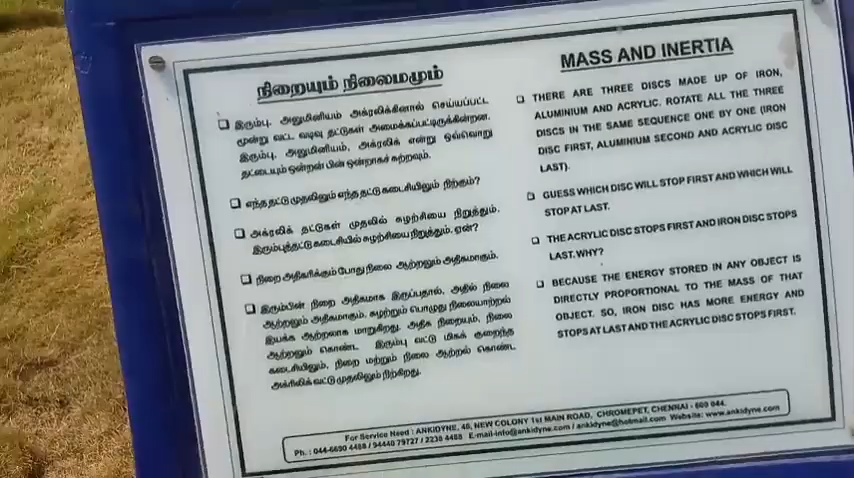 நிறையும் நிலைமமும்
❑ இரும்பு, அனுமினியம் அக்ரலிக்கினால் செய்யப்பட்ட
மூன்று வட்ட வடிவ தட்டுகள் அமைக்கப்பட்டிருக்கின்றன.
இரும்பு, அனுமினியம், அக்ரலிக் என்று ஒவ்வொறு
தட்டையும் ஒன்றன் பின் ஒன்றாகச் சுற்றவும்.
❑ எந்த தட்டு முதலிலும் எந்த தட்டு கடைசியிலும் நிற்கும்?
❑ அக்ரலிக் தட்டுகள் முதலில் சுழற்சியை நிறுத்தும்.
இரும்புத்தட்டு கடைசியில் சுழற்சியை நிறுத்தும். ஏன்?
❑ நிறை அதிகரிக்கும் போது நிலை ஆற்றலும் அதிகமாகும்.
❑ இரும்பின் நிறை அதிகமாக இருப்பதால், அதில் நிலை
ஆற்றலும் அதிகமாகும். சுழற்றும் பொழுது நிலையாற்றல்
இயக்க ஆற்றலாக மாறுகிறது. அதிக நிறையும், நிலை
ஆற்றலும் கொண்ட இரும்பு வட்டு மிகக் குறைந்த
கடைசியிலும், நிறை மற்றும் நிலை ஆற்றல் கொண்ட
அக்ரிலிக் வட்டு முதலிலும் நிற்கிறது.
MASS AND INERTIA
❑ THERE ARE THREE DISCS MADE UP OF IRON,
ALUMINIUM AND ACRYLIC. ROTATE ALL THE THREE
DISCS IN THE SAME SEQUENCE ONE BY ONE (IRON
DISC FIRST, ALUMINIUM SECOND AND ACRYLIC DISC
LAST).
❑ GUESS WHICH DISC WILL STOP FIRST AND WHICH WILL
STOP AT LAST.
❑ THE ACRYLIC DISC STOPS FIRST AND IRON DISC STOPS
LAST. WHY?
❑ BECAUSE THE ENERGY STORED IN ANY OBJECT IS
DIRECTLY PROPORTIONAL TO THE MASS OF THAT
OBJECT. SO, IRON DISC HAS MORE ENERGY AND
STOPS AT LAST AND THE ACRYLIC DISC STOPS FIRST.
For Service Need : ANKIDYNE, 48, NEW COLONY 1st MAIN ROAD, CHROMEPET, CHENNAI - 600 044.
Ph. : 044-6690 4488 / 94440 79727 / 2238 4488 E-mail-info@ankidyne.com / ankidyne@hotmail.com Website: www.ankidyne.com